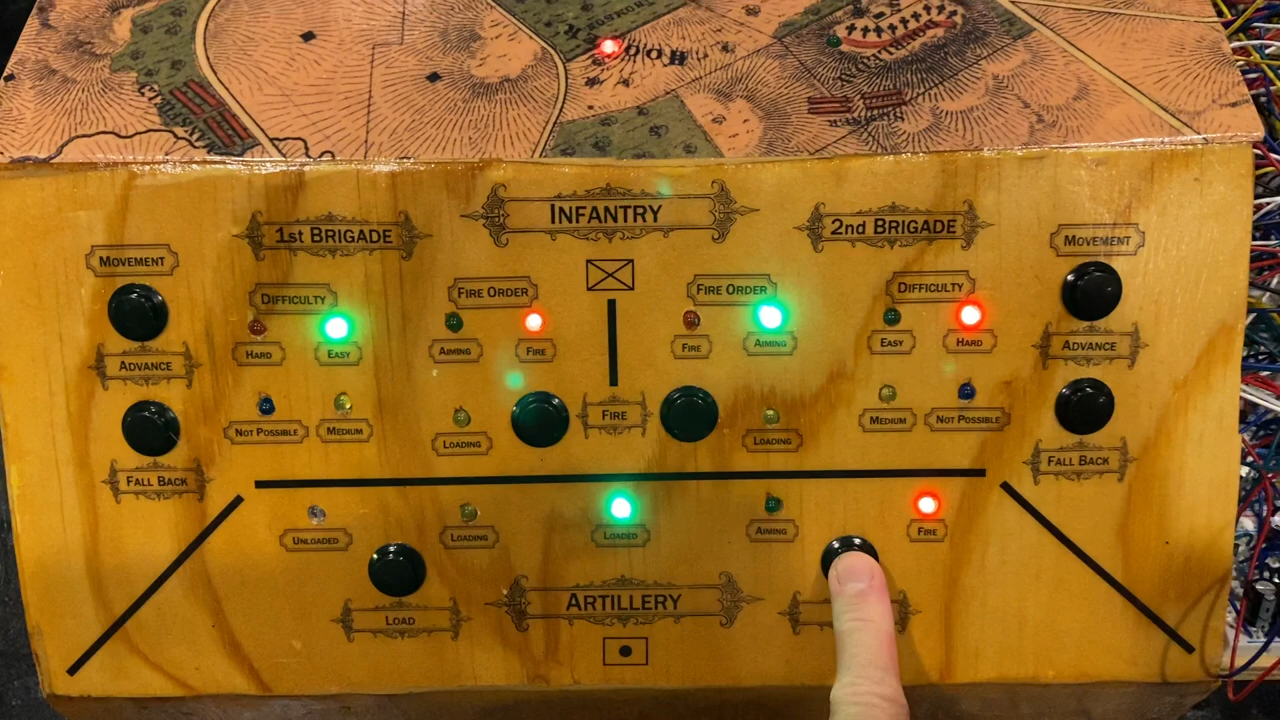 INFANTRY
1st BRIGADE
2nd BRIGADE
MOVEMENT
MOVEMENT
DIFFICULTY
FIRE ORDER
FIRE ORDER
DIFFICULTY
HARD
EASY
AIMING
FIRE
FIRE
AIMING
EASY
HARD
ADVANCE
ADVANCE
NOT POSSIBLE
MEDIUM
LOADING
FIRE
LOADING
MEDIUM
NOT POSSIBLE
FALL BACK
FALL BACK
UNLOADED
LOADING
LOADED
AIMING
FIRE
ARTILLERY
LOAD